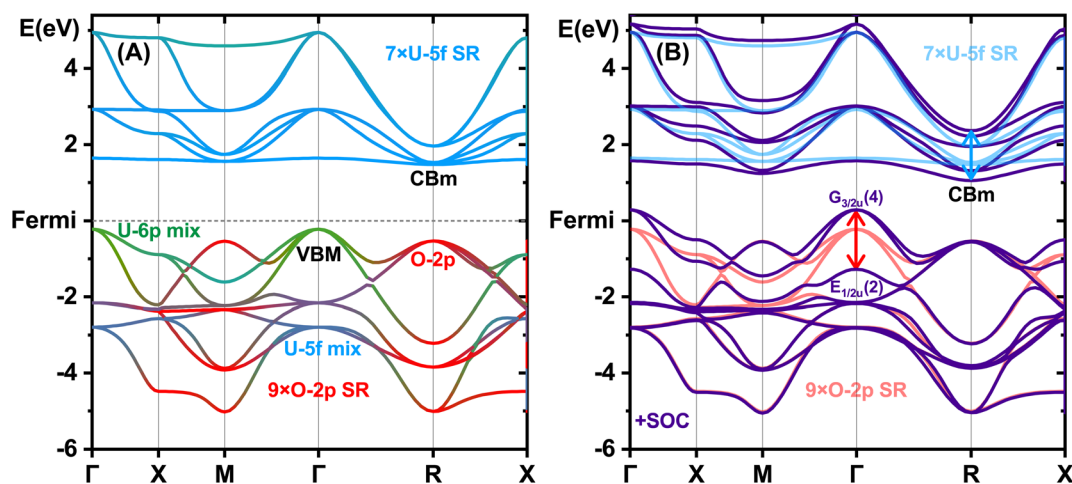 E(eV)
(A)
7×U-5f SR
4
2
CBm
Fermi
U-6p mix
VBM
O-2p
-2
U-5f mix
-4
9×O-2p SR
-6
Γ X M Γ R X
E(eV)
(B)
7×U-5f SR
4
2
CBm
G3/2u(4)
Fermi
-2
E1/2u(2)
-4
9×O-2p SR
+SOC
-6
Γ X M Γ R X